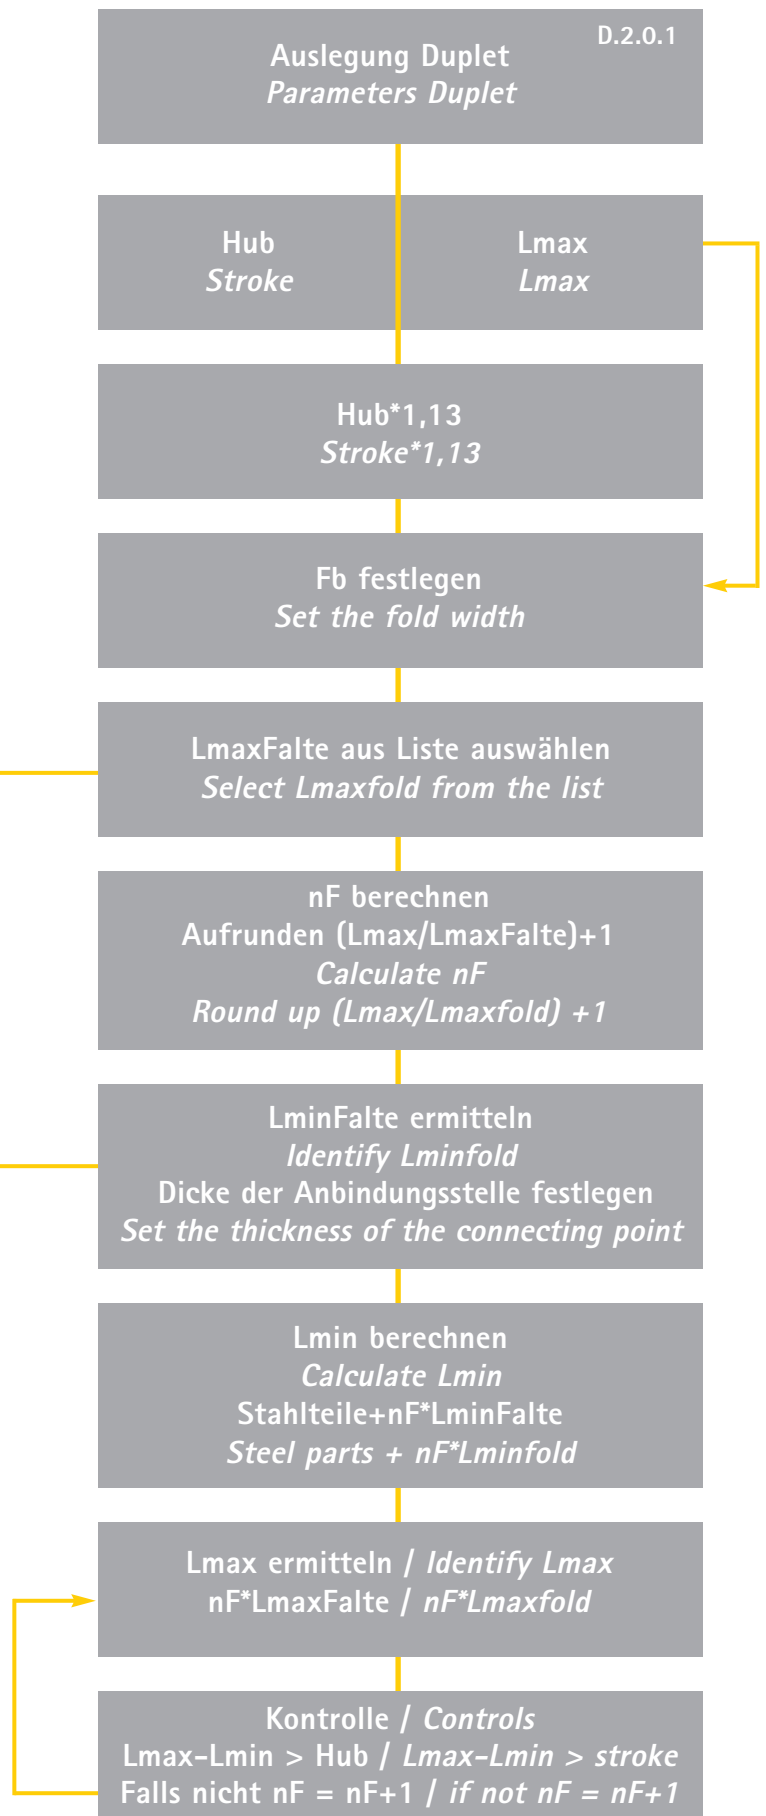 D.2.0.1
Auslegung Duplet
Parameters Duplet
Hub
Stroke
Lmax
Lmax
Hub*1,13
Stroke*1,13
Fb festlegen
Set the fold width
LmaxFalte aus Liste auswählen
Select Lmaxfold from the list
nF berechnen
Aufrunden (Lmax/LmaxFalte)+1
Calculate nF
Round up (Lmax/Lmaxfold) +1
LminFalte ermitteln
Identify Lminfold
Dicke der Anbindungsstelle festlegen
Set the thickness of the connecting point
Lmin berechnen
Calculate Lmin
Stahlteile+nF*LminFalte
Steel parts + nF*Lminfold
Lmax ermitteln / Identify Lmax
nF*LmaxFalte / nF*Lmaxfold
Kontrolle / Controls
Lmax-Lmin > Hub / Lmax-Lmin > stroke
Falls nicht nF = nF+1 / if not nF = nF+1